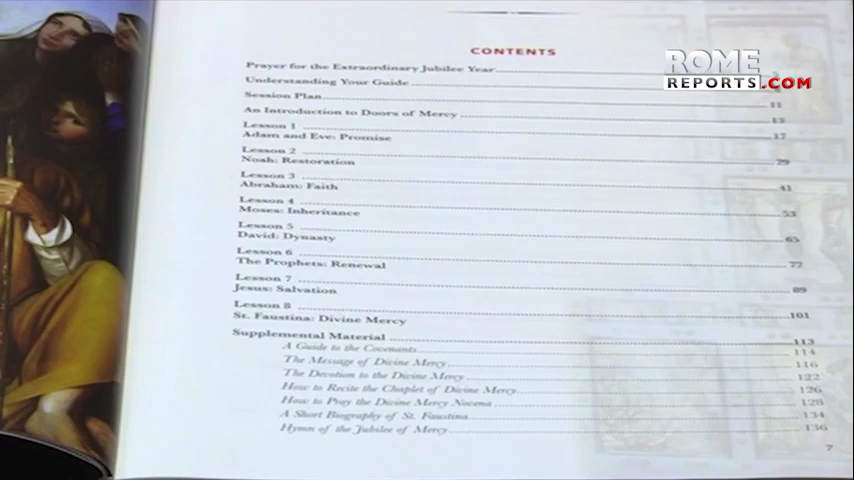 CONTENTS
ROME
REPORTS.COM
Prayer for the Extraordinary Jubilee Year
Understanding Your Guide
Session Plan 11
An Introduction to Doors of Mercy 13
Lesson 1
Adam and Eve: Promise 17
Lesson 2
Noah: Restoration 29
Lesson 3
Abraham: Faith 41
Lesson 4
Moses: Inheritance 53
Lesson 5
David: Dynasty 65
Lesson 6
The Prophets: Renewal 77
Lesson 7
Jesus: Salvation 89
Lesson 8
St. Faustina: Divine Mercy 101
Supplemental Material 113
A Guide to the Covenants 114
The Message of Divine Mercy 116
The Devotion to the Divine Mercy 122
How to Recite the Chaplet of Divine Mercy 126
How to Pray the Divine Mercy Novena 128
A Short Biography of St. Faustina 134
Hymn of the Jubilee of Mercy 136
7